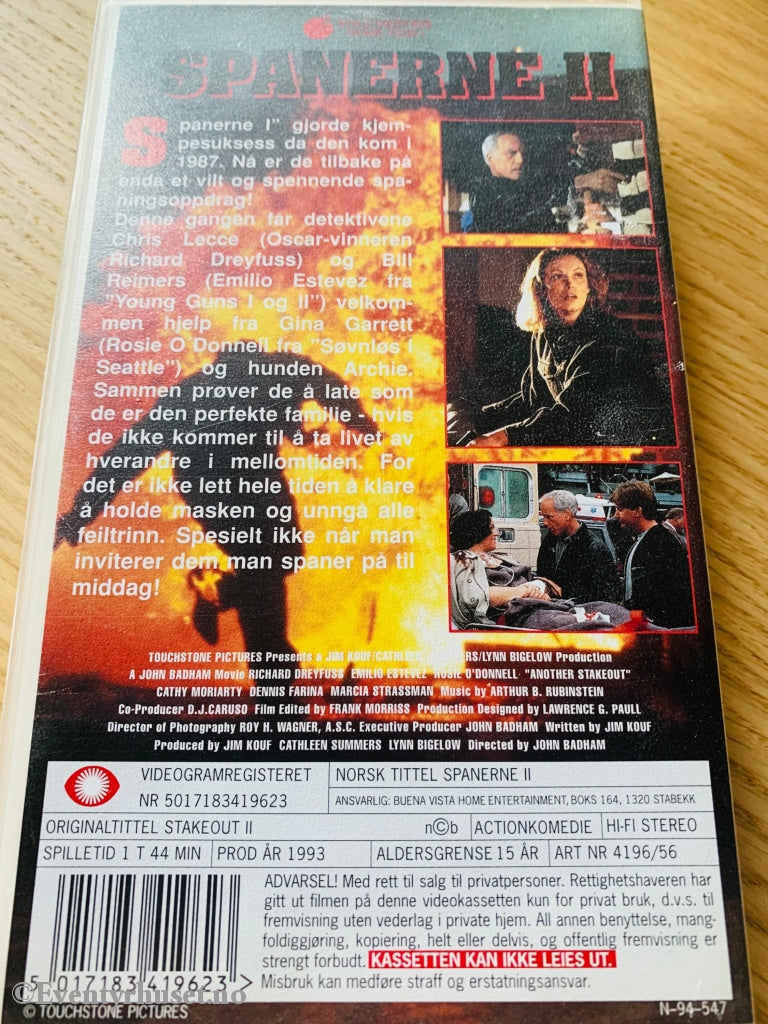 SPANERNE II
Spanerne I" gjorde kjem-
pesuksess da den kom i
1987. Nå er de tilbake på
enda et vilt og spennende spa-
ningsoppdrag!
Denne gangen får detektivene
Chris Lecce (Oscar-vinneren
Richard Dreyfuss) og Bill
Reimers (Emilio Estevez fra
"Young Guns I og II") velkom-
men hjelp fra Gina Garrett
(Rosie O Donnell fra "Søvnløs i
Seattle") og hunden Archie.
Sammen prøver de å late som
de er den perfekte familie - hvis
de ikke kommer til å ta livet av
hverandre i mellomtiden. For
det er ikke lett hele tiden å klare
å holde masken og unngå alle
feiltrinn. Spesielt ikke når man
inviterer dem man spaner på til
middag!
TOUCHSTONE PICTURES Presents a JIM KOUF/CATHLEEN SUMMERS/LYNN BIGELOW Production
A JOHN BADHAM Movie RICHARD DREYFUSS EMILIO ESTEVEZ ROSIE O'DONNELL "ANOTHER STAKEOUT"
CATHY MORIARTY DENNIS FARINA MARCIA STRASSMAN Music by ARTHUR B. RUBINSTEIN
Co-Producer D.J.CARUSO Film Edited by FRANK MORRISS Production Designed by LAWRENCE G. PAULL
Director of Photography ROY H. WAGNER, A.S.C. Executive Producer JOHN BADHAM Written by JIM KOUF
Produced by JIM KOUF CATHLEEN SUMMERS LYNN BIGELOW Directed by JOHN BADHAM
VIDEOGRAMREGISTERET
NR 5017183419623
NORSK TITTEL SPANERNE II
ANSVARLIG: BUENA VISTA HOME ENTERTAINMENT, BOKS 164, 1320 STABEKK
ORIGINALTITTEL STAKEOUT II n©b ACTIONKOMEDIE HI-FI STEREO
SPILLETID 1 T 44 MIN PROD ÅR 1993 ALDERSGRENSE 15 ÅR ART NR 4196/56
ADVARSEL! Med rett til salg til privatpersoner. Rettighetshaveren har
gitt ut filmen på denne videokassetten kun for privat bruk, d.v.s. til
fremvisning uten vederlag i private hjem. All annen benyttelse, mang-
foldiggjøring, kopiering, helt eller delvis, og offentlig fremvisning er
strengt forbudt. KASSETTEN KAN IKKE LEIES UT.
Misbruk kan medføre straff og erstatningsansvar.
5 017183 419623 >
©Eventyrhuset.no
© TOUCHSTONE PICTURES
N-94-547